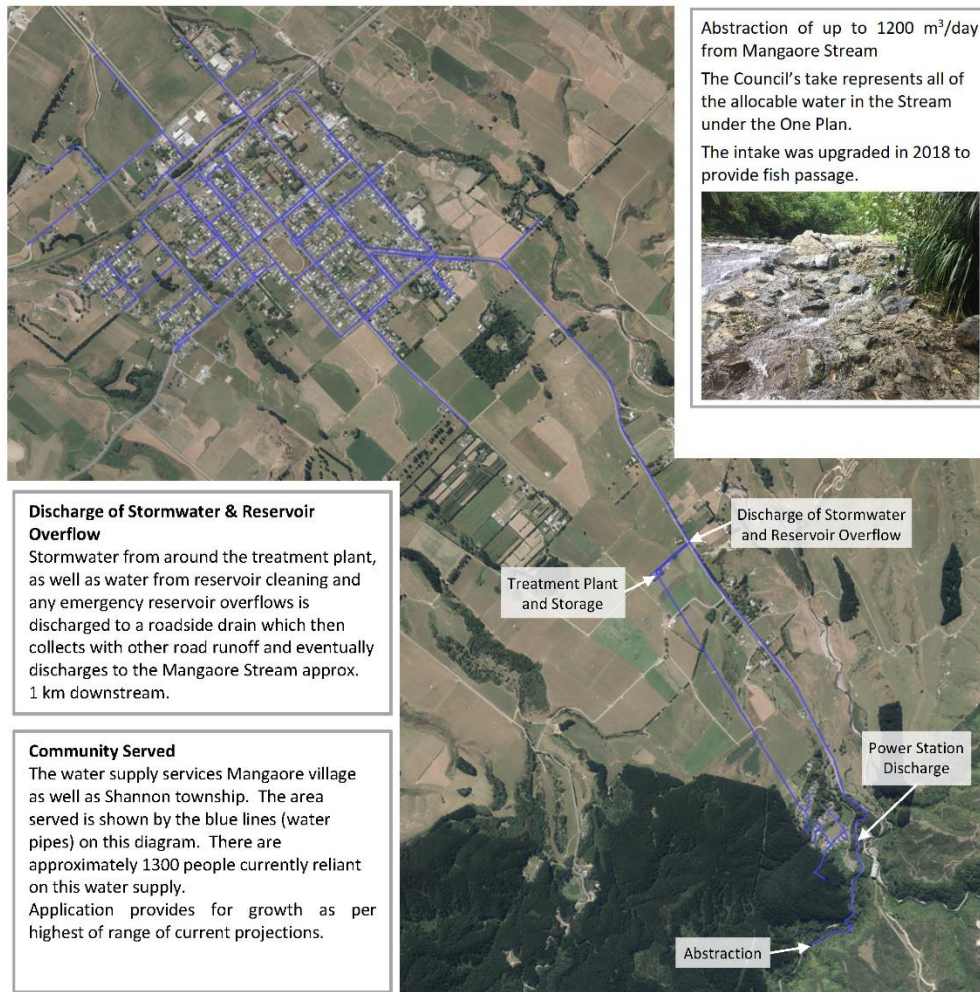 Abstraction of up to 1200 m³/day
from Mangaore Stream
The Council's take represents all of
the allocable water in the Stream
under the One Plan.
The intake was upgraded in 2018 to
provide fish passage.
Discharge of Stormwater & Reservoir
Overflow
Stormwater from around the treatment plant,
as well as water from reservoir cleaning and
any emergency reservoir overflows is
discharged to a roadside drain which then
collects with other road runoff and eventually
discharges to the Mangaore Stream approx.
1 km downstream.
Discharge of Stormwater
and Reservoir Overflow
Treatment Plant
and Storage
Community Served
The water supply services Mangaore village
as well as Shannon township. The area
served is shown by the blue lines (water
pipes) on this diagram. There are
approximately 1300 people currently reliant
on this water supply.
Application provides for growth as per
highest of range of current projections.
Power Station
Discharge
Abstraction